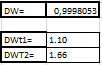 DW= 0,9998053
DWt1= 1.10
DWT2= 1.66